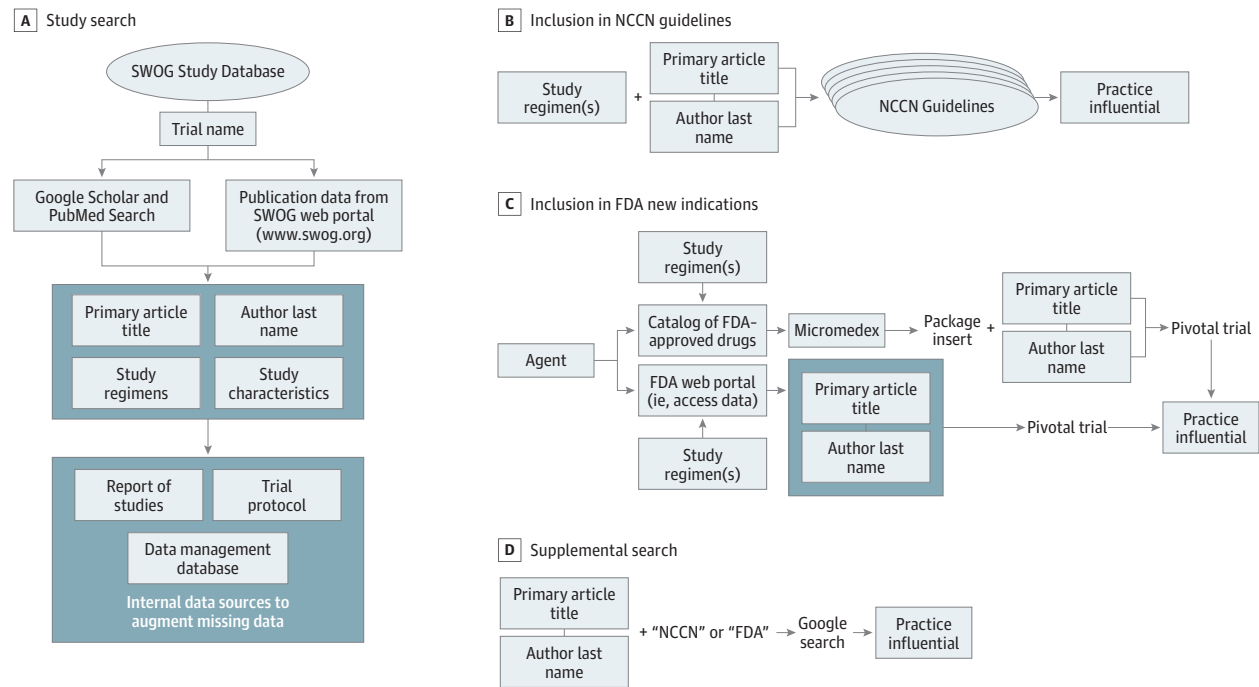 A Study search
SWOG Study Database
Trial name
Google Scholar and
PubMed Search
Publication data from
SWOG web portal
(www.swog.org)
Primary article
title
Author last
name
Study
regimens
Study
characteristics
Report of
studies
Trial
protocol
Data management
database
Internal data sources to
augment missing data
B Inclusion in NCCN guidelines
Study
regimen(s)
+
Primary article
title
Author last
name
NCCN Guidelines
Practice
influential
C Inclusion in FDA new indications
Study
regimen(s)
Agent
Catalog of FDA-
approved drugs
Micromedex
Package
insert
+
Primary article
title
Author last
name
Pivotal trial
FDA web portal
(ie, access data)
Study
regimen(s)
Primary article
title
Author last
name
Pivotal trial
Practice
influential
D Supplemental search
Primary article
title
Author last
name
+ “NCCN” or “FDA”
Google
search
Practice
influential